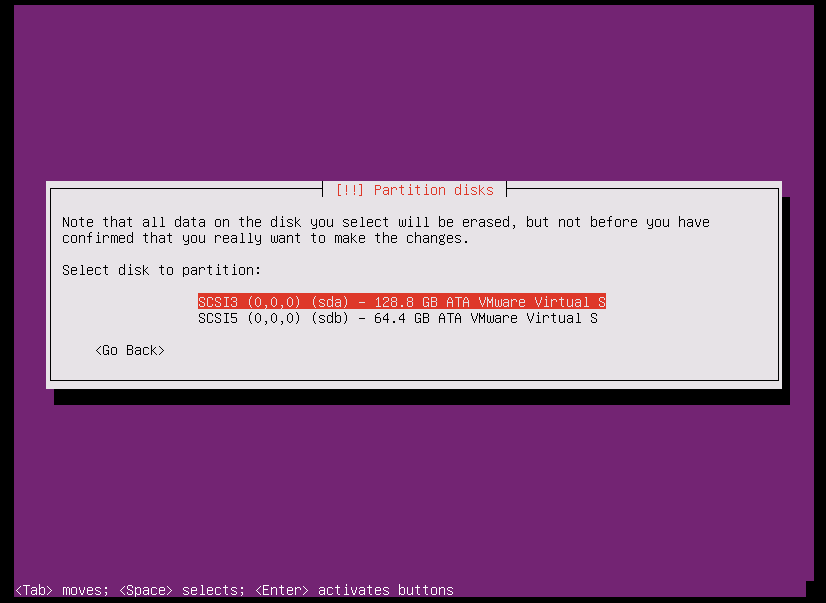 [!!] Partition disks
Note that all data on the disk you select will be erased, but not before you have
confirmed that you really want to make the changes.
Select disk to partition:
SCSI3 (0,0,0) (sda) - 128.8 GB ATA VMware Virtual S
SCSI5 (0,0,0) (sdb) - 64.4 GB ATA VMware Virtual S
<Go Back>
<Tab> moves; <Space> selects; <Enter> activates buttons